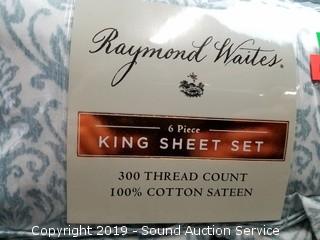 Raymond Waites®
6 Piece
KING SHEET SET
300 THREAD COUNT
100% COTTON SATEEN
Copyright 2019 - Sound Auction Service